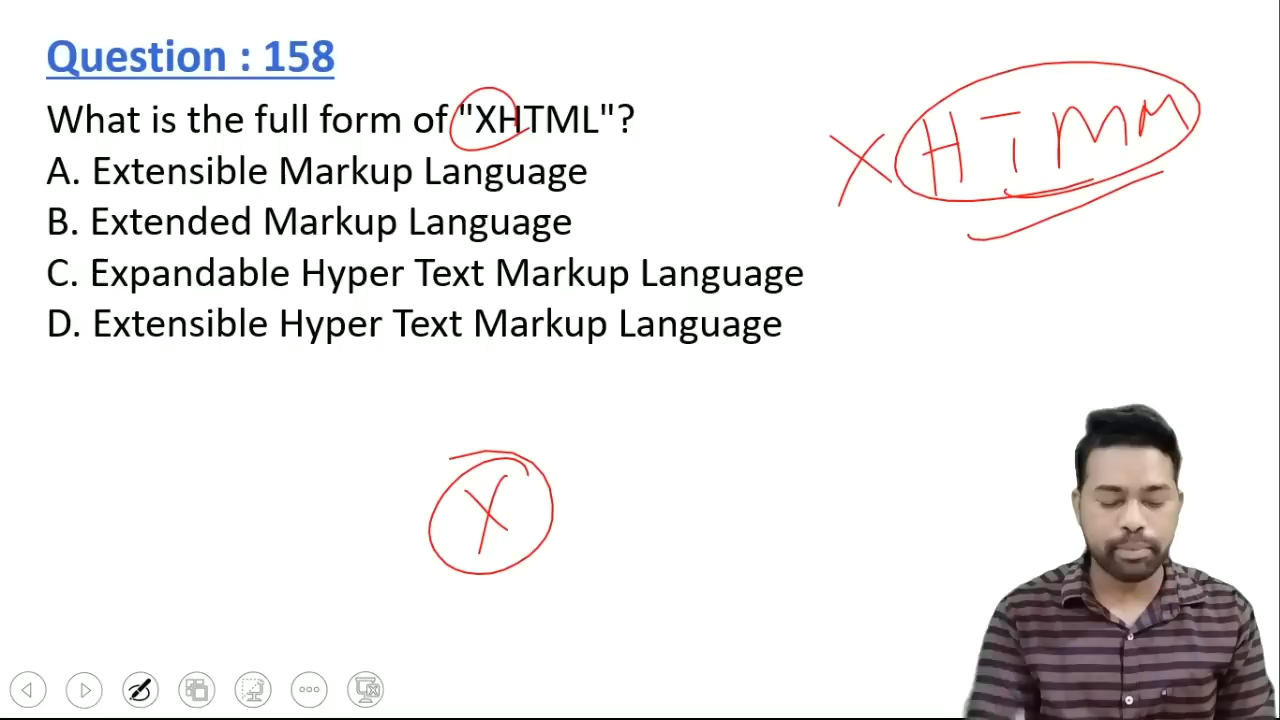 Question : 158
What is the full form of "XHTML"?
A. Extensible Markup Language
B. Extended Markup Language
C. Expandable Hyper Text Markup Language
D. Extensible Hyper Text Markup Language
X HTMM
X